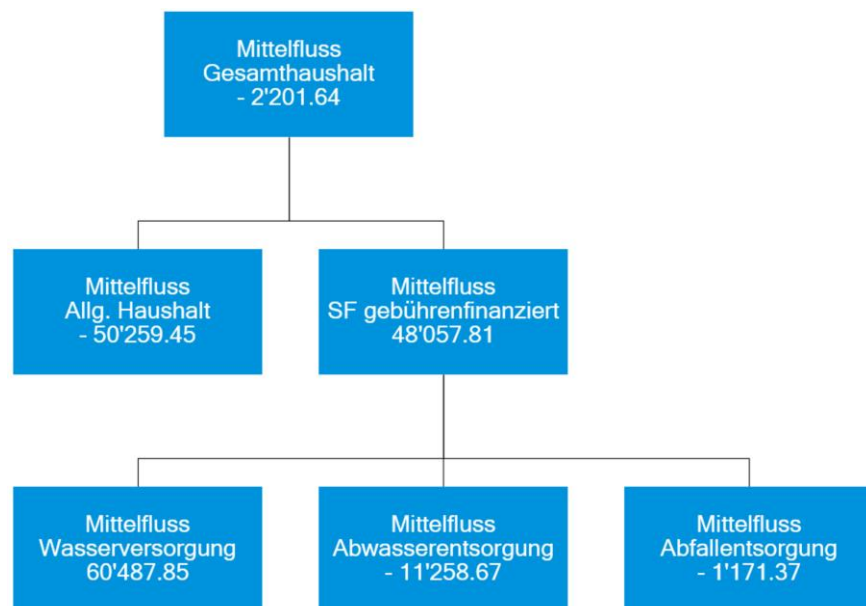 Mittelfluss
Gesamthaushalt
- 2'201.64
Mittelfluss
Allg. Haushalt
- 50'259.45
Mittelfluss
SF gebührenfinanziert
48'057.81
Mittelfluss
Wasserversorgung
60'487.85
Mittelfluss
Abwasserentsorgung
- 11'258.67
Mittelfluss
Abfallentsorgung
- 1'171.37